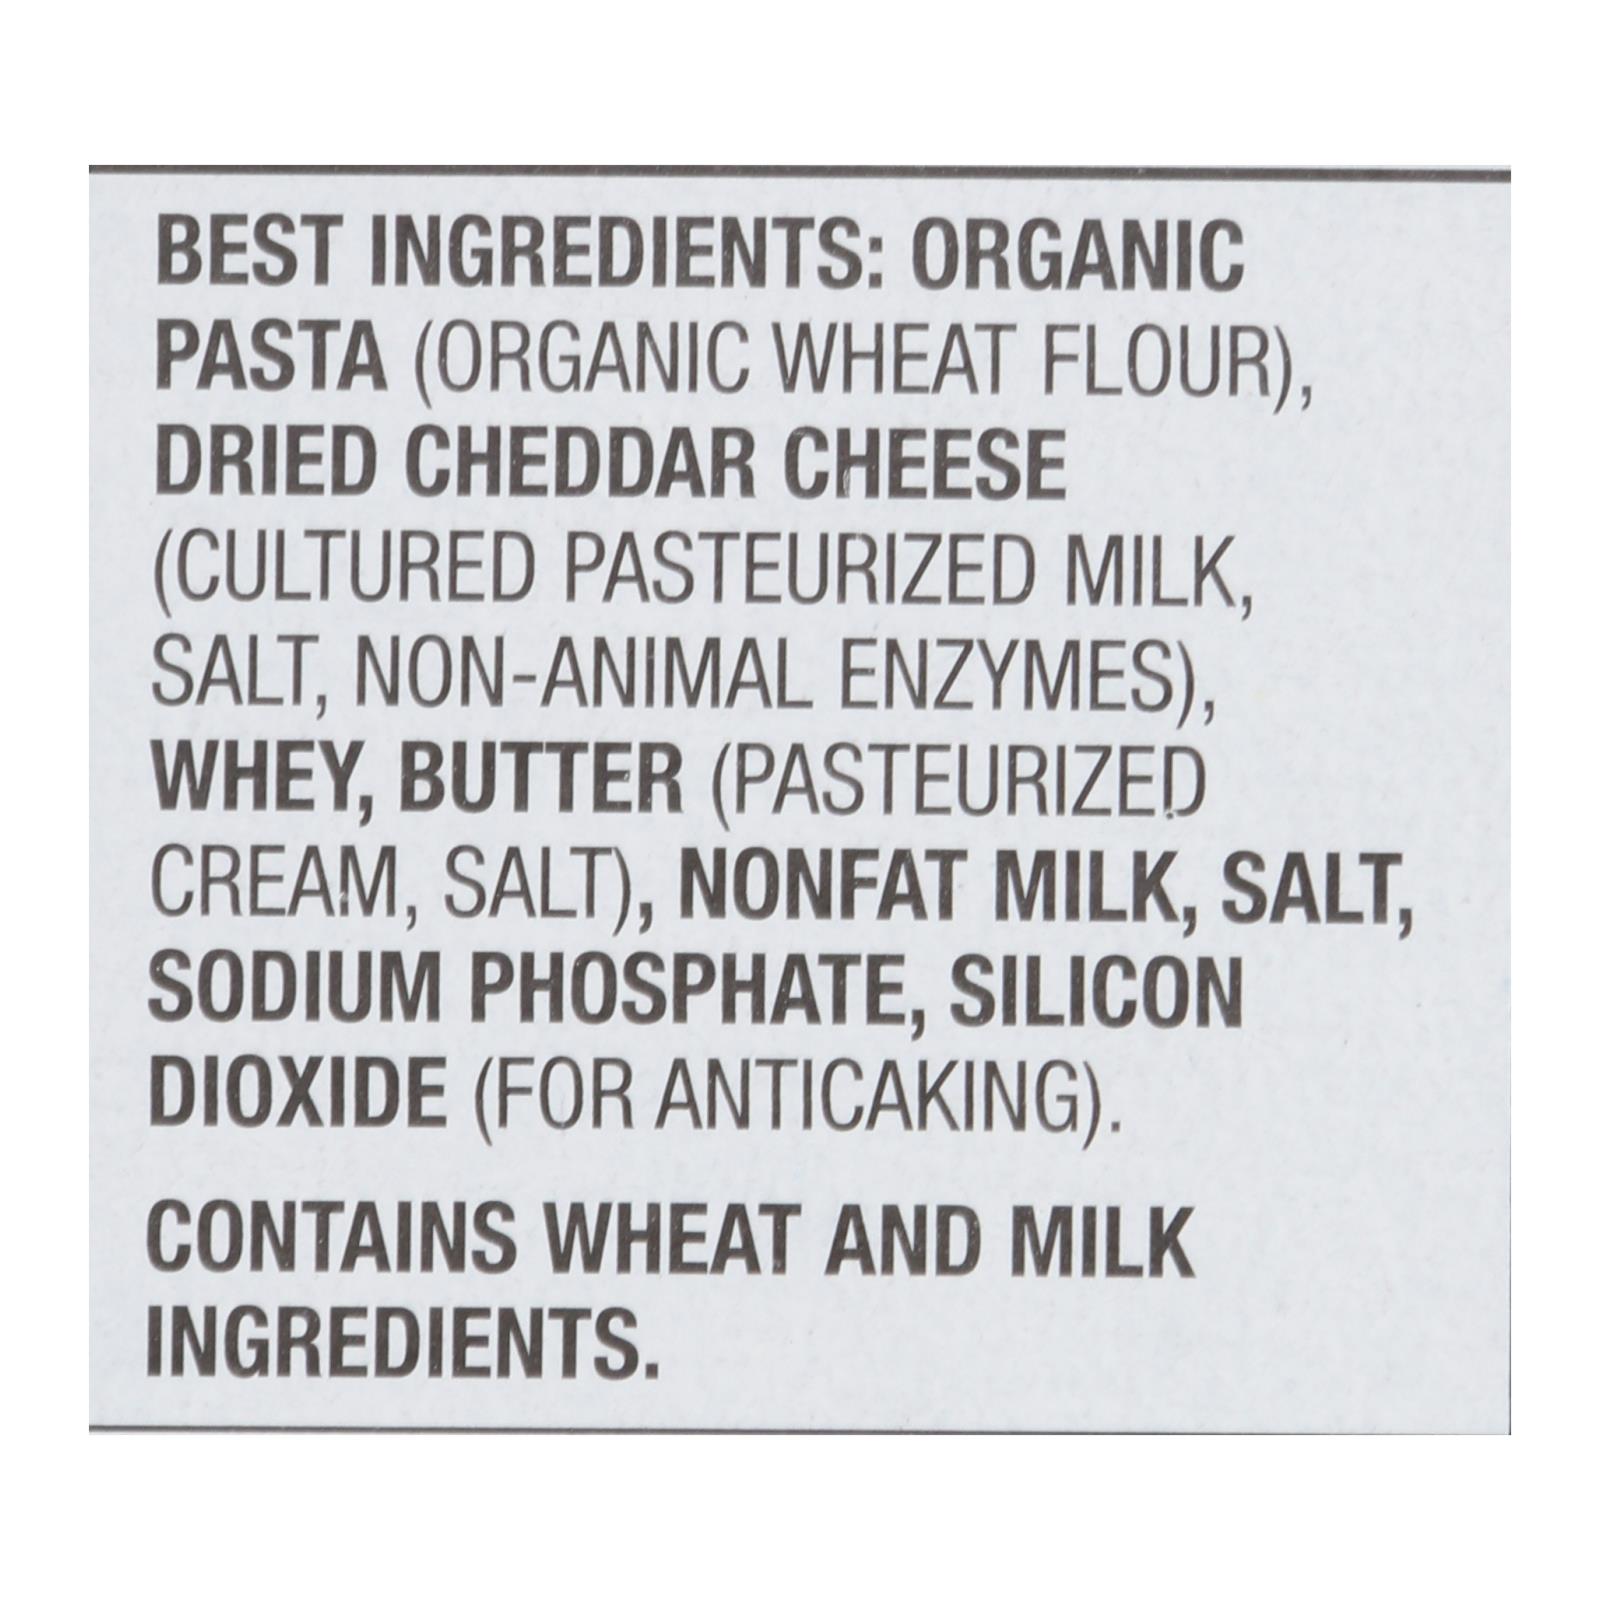 BEST INGREDIENTS: ORGANIC
PASTA (ORGANIC WHEAT FLOUR),
DRIED CHEDDAR CHEESE
(CULTURED PASTEURIZED MILK,
SALT, NON-ANIMAL ENZYMES),
WHEY, BUTTER (PASTEURIZED
CREAM, SALT), NONFAT MILK, SALT,
SODIUM PHOSPHATE, SILICON
DIOXIDE (FOR ANTICAKING).
CONTAINS WHEAT AND MILK
INGREDIENTS.